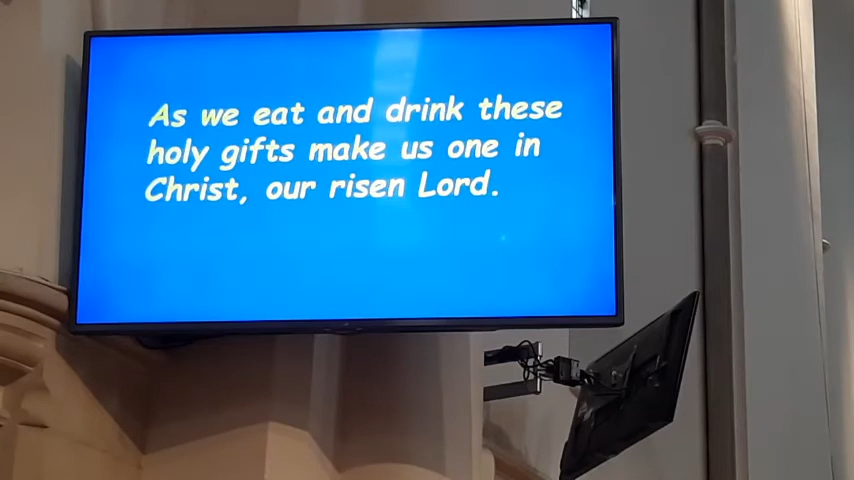 As we eat and drink these
holy gifts make us one in
Christ, our risen Lord.